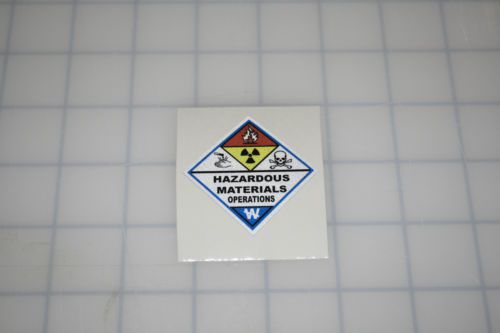 HAZARDOUS
MATERIALS
OPERATIONS
W